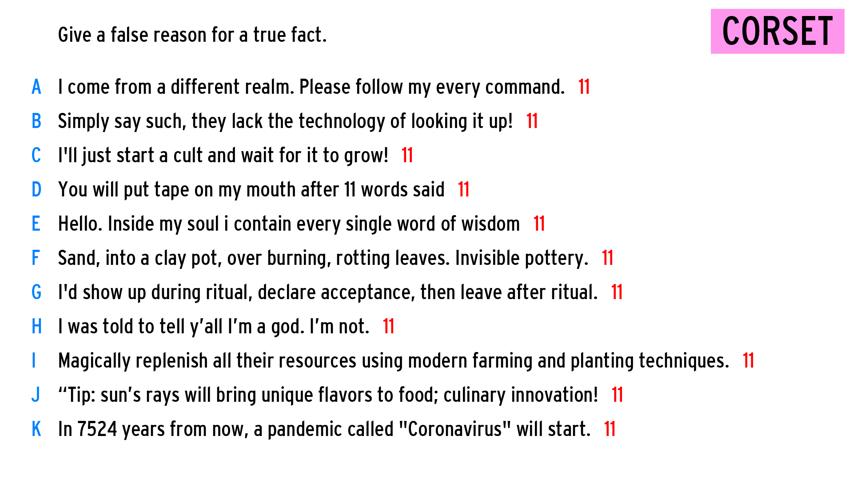 Give a false reason for a true fact.
CORSET
A I come from a different realm. Please follow my every command. 11
B Simply say such, they lack the technology of looking it up! 11
C I'll just start a cult and wait for it to grow! 11
D You will put tape on my mouth after 11 words said 11
E Hello. Inside my soul i contain every single word of wisdom 11
F Sand, into a clay pot, over burning, rotting leaves. Invisible pottery. 11
G I'd show up during ritual, declare acceptance, then leave after ritual. 11
H I was told to tell y’all I’m a god. I’m not. 11
I Magically replenish all their resources using modern farming and planting techniques. 11
J “Tip: sun’s rays will bring unique flavors to food; culinary innovation! 11
K In 7524 years from now, a pandemic called "Coronavirus" will start. 11